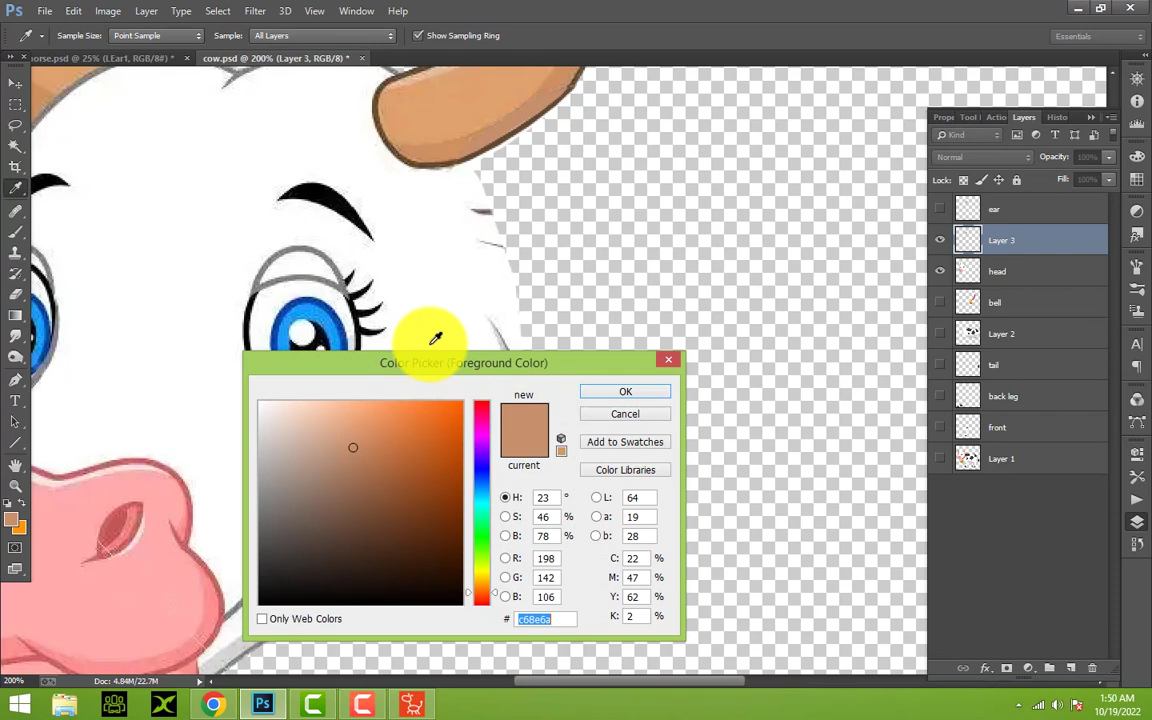 Ps File Edit Image Layer Type Select Filter 3D View Window Help
Sample Size: Point Sample Sample: All Layers Show Sampling Ring Essentials
horse.psd @ 25% (LEar1, RGB/8#) * × cow.psd @ 200% (Layer 3, RGB/8) * ×
Prope Tool Actio Layers Histo
Kind
Normal Opacity: 100%
Lock: Fill: 100%
ear
Layer 3
head
bell
Layer 2
tail
back leg
front
Layer 1
Color Picker (Foreground Color)
new
current
OK
Cancel
Add to Swatches
Color Libraries
H: 23 ° L: 64
S: 46 % a: 19
B: 78 % b: 28
R: 198 C: 22 %
G: 142 M: 47 %
B: 106 Y: 62 %
# c68e6a K: 2 %
Only Web Colors
200% Doc: 4.84M/22.7M
1:50 AM
10/19/2022